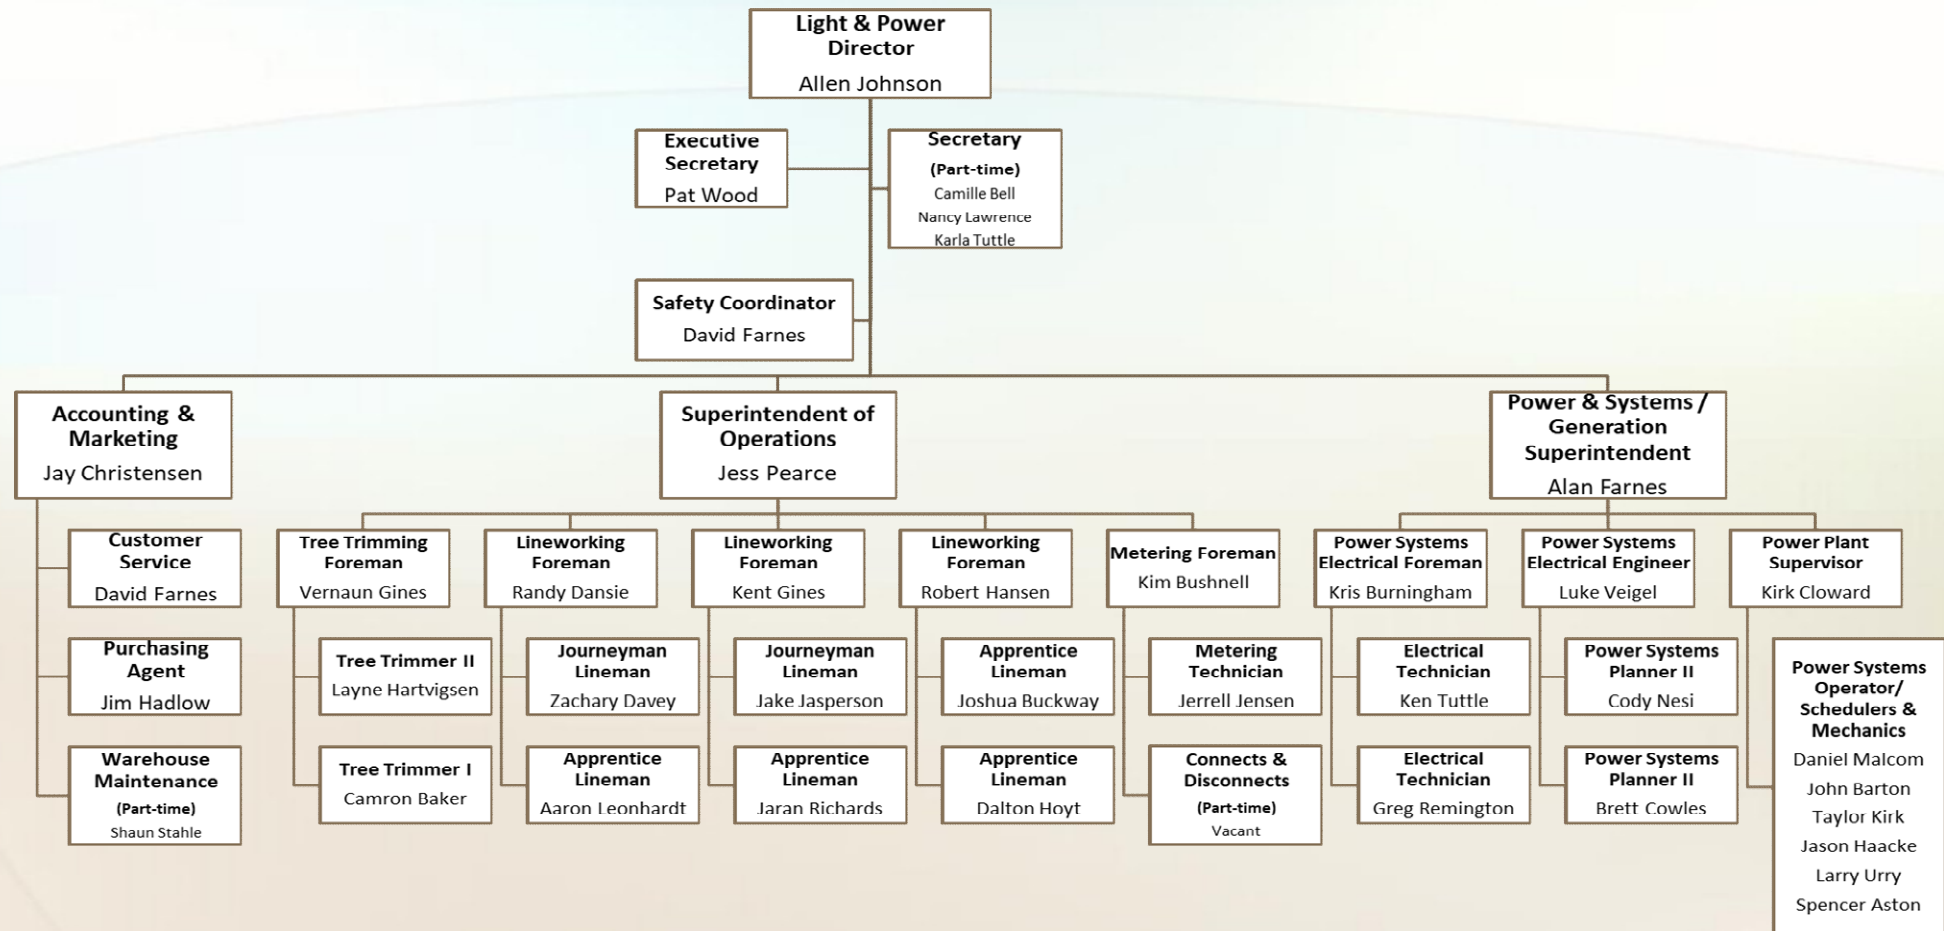 Light & Power
Director
Allen Johnson
Executive
Secretary
Pat Wood
Secretary
(Part-time)
Camille Bell
Nancy Lawrence
Karla Tuttle
Safety Coordinator
David Farnes
Accounting &
Marketing
Jay Christensen
Superintendent of
Operations
Jess Pearce
Power & Systems /
Generation
Superintendent
Alan Farnes
Customer
Service
David Farnes
Purchasing
Agent
Jim Hadlow
Warehouse
Maintenance
(Part-time)
Shaun Stahle
Tree Trimming
Foreman
Vernaun Gines
Tree Trimmer II
Layne Hartvigsen
Tree Trimmer I
Camron Baker
Lineworking
Foreman
Randy Dansie
Journeyman
Lineman
Zachary Davey
Apprentice
Lineman
Aaron Leonhardt
Lineworking
Foreman
Kent Gines
Journeyman
Lineman
Jake Jasperson
Apprentice
Lineman
Jaran Richards
Lineworking
Foreman
Robert Hansen
Apprentice
Lineman
Joshua Buckway
Apprentice
Lineman
Dalton Hoyt
Metering Foreman
Kim Bushnell
Metering
Technician
Jerrell Jensen
Connects &
Disconnects
(Part-time)
Vacant
Power Systems
Electrical Foreman
Kris Burningham
Electrical
Technician
Ken Tuttle
Electrical
Technician
Greg Remington
Power Systems
Electrical Engineer
Luke Veigel
Power Systems
Planner II
Cody Nesi
Power Systems
Planner II
Brett Cowles
Power Plant
Supervisor
Kirk Cloward
Power Systems
Operator/
Schedulers &
Mechanics
Daniel Malcom
John Barton
Taylor Kirk
Jason Haacke
Larry Urry
Spencer Aston